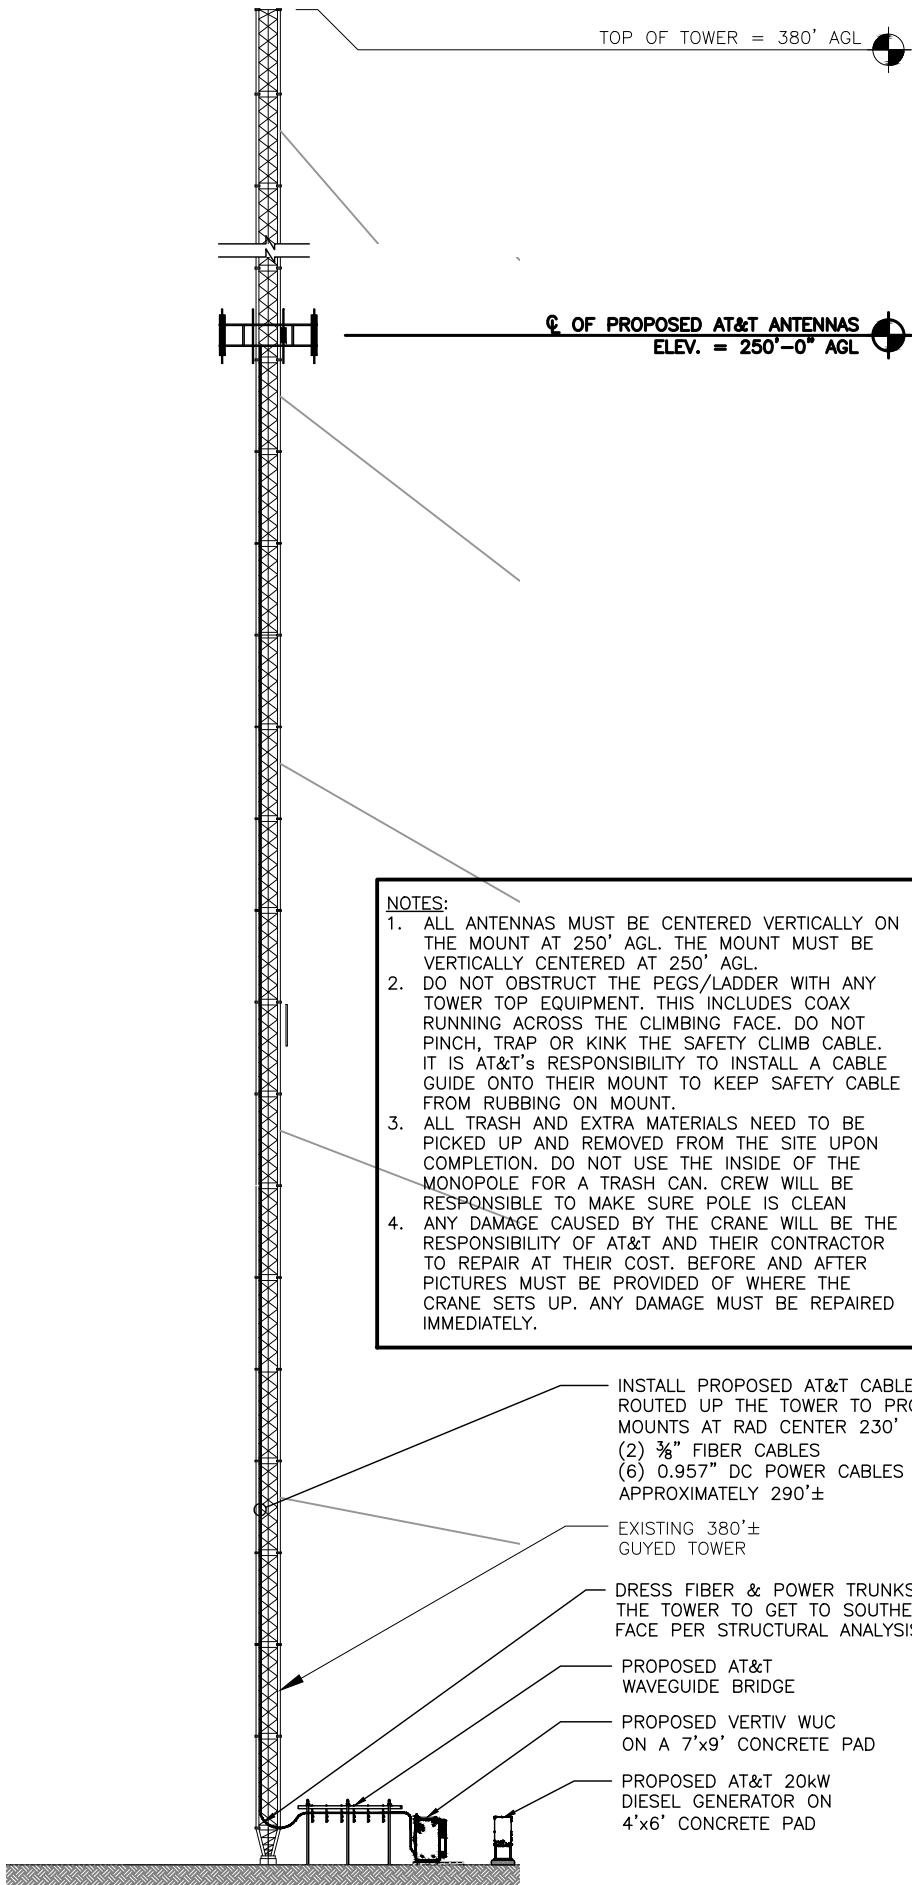 TOP OF TOWER = 380' AGL
℄ OF PROPOSED AT&T ANTENNAS
ELEV. = 250'-0" AGL
NOTES:
1. ALL ANTENNAS MUST BE CENTERED VERTICALLY ON
THE MOUNT AT 250' AGL. THE MOUNT MUST BE
VERTICALLY CENTERED AT 250' AGL.
2. DO NOT OBSTRUCT THE PEGS/LADDER WITH ANY
TOWER TOP EQUIPMENT. THIS INCLUDES COAX
RUNNING ACROSS THE CLIMBING FACE. DO NOT
PINCH, TRAP OR KINK THE SAFETY CLIMB CABLE.
IT IS AT&T's RESPONSIBILITY TO INSTALL A CABLE
GUIDE ONTO THEIR MOUNT TO KEEP SAFETY CABLE
FROM RUBBING ON MOUNT.
3. ALL TRASH AND EXTRA MATERIALS NEED TO BE
PICKED UP AND REMOVED FROM THE SITE UPON
COMPLETION. DO NOT USE THE INSIDE OF THE
MONOPOLE FOR A TRASH CAN. CREW WILL BE
RESPONSIBLE TO MAKE SURE POLE IS CLEAN
4. ANY DAMAGE CAUSED BY THE CRANE WILL BE THE
RESPONSIBILITY OF AT&T AND THEIR CONTRACTOR
TO REPAIR AT THEIR COST. BEFORE AND AFTER
PICTURES MUST BE PROVIDED OF WHERE THE
CRANE SETS UP. ANY DAMAGE MUST BE REPAIRED
IMMEDIATELY.
INSTALL PROPOSED AT&T CABLE
ROUTED UP THE TOWER TO PRO
MOUNTS AT RAD CENTER 230'
(2) ⅜" FIBER CABLES
(6) 0.957" DC POWER CABLES
APPROXIMATELY 290'±
EXISTING 380'±
GUYED TOWER
DRESS FIBER & POWER TRUNKS
THE TOWER TO GET TO SOUTHE
FACE PER STRUCTURAL ANALYSIS
PROPOSED AT&T
WAVEGUIDE BRIDGE
PROPOSED VERTIV WUC
ON A 7'x9' CONCRETE PAD
PROPOSED AT&T 20kW
DIESEL GENERATOR ON
4'x6' CONCRETE PAD